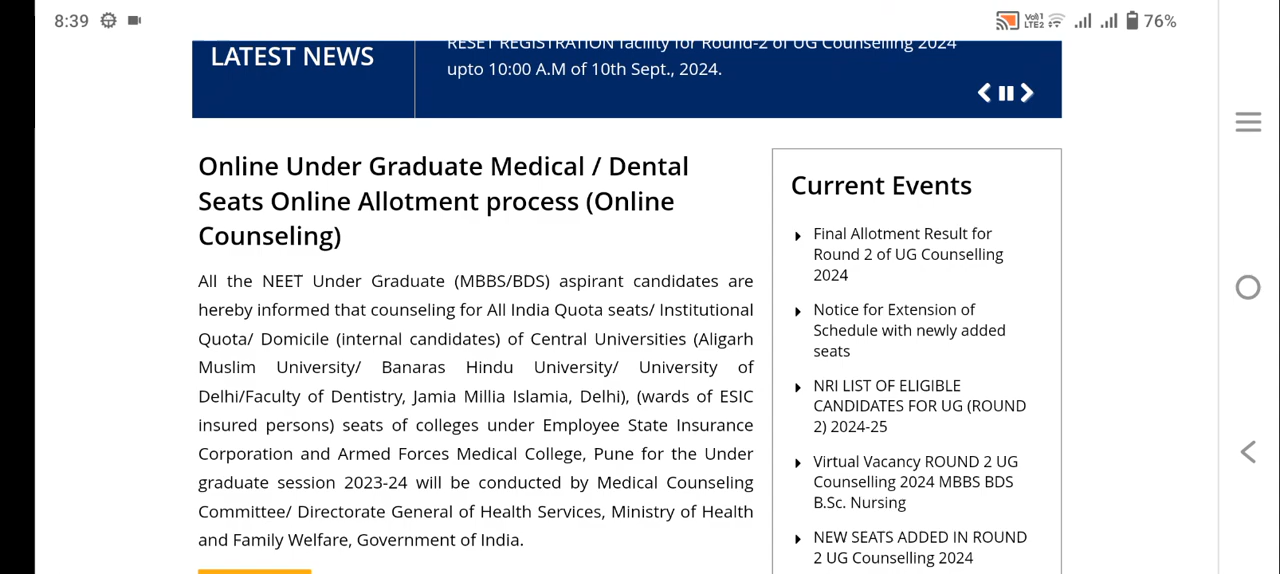 8:39
Vo)) 1
LTE2
76%
LATEST NEWS
RESET REGISTRATION facility for Round-2 of UG Counselling 2024
upto 10:00 A.M of 10th Sept., 2024.
Online Under Graduate Medical / Dental
Seats Online Allotment process (Online
Counseling)
All the NEET Under Graduate (MBBS/BDS) aspirant candidates are
hereby informed that counseling for All India Quota seats/ Institutional
Quota/ Domicile (internal candidates) of Central Universities (Aligarh
Muslim University/ Banaras Hindu University/ University of
Delhi/Faculty of Dentistry, Jamia Millia Islamia, Delhi), (wards of ESIC
insured persons) seats of colleges under Employee State Insurance
Corporation and Armed Forces Medical College, Pune for the Under
graduate session 2023-24 will be conducted by Medical Counseling
Committee/ Directorate General of Health Services, Ministry of Health
and Family Welfare, Government of India.
Current Events
Final Allotment Result for
Round 2 of UG Counselling
2024
Notice for Extension of
Schedule with newly added
seats
NRI LIST OF ELIGIBLE
CANDIDATES FOR UG (ROUND
2) 2024-25
Virtual Vacancy ROUND 2 UG
Counselling 2024 MBBS BDS
B.Sc. Nursing
NEW SEATS ADDED IN ROUND
2 UG Counselling 2024